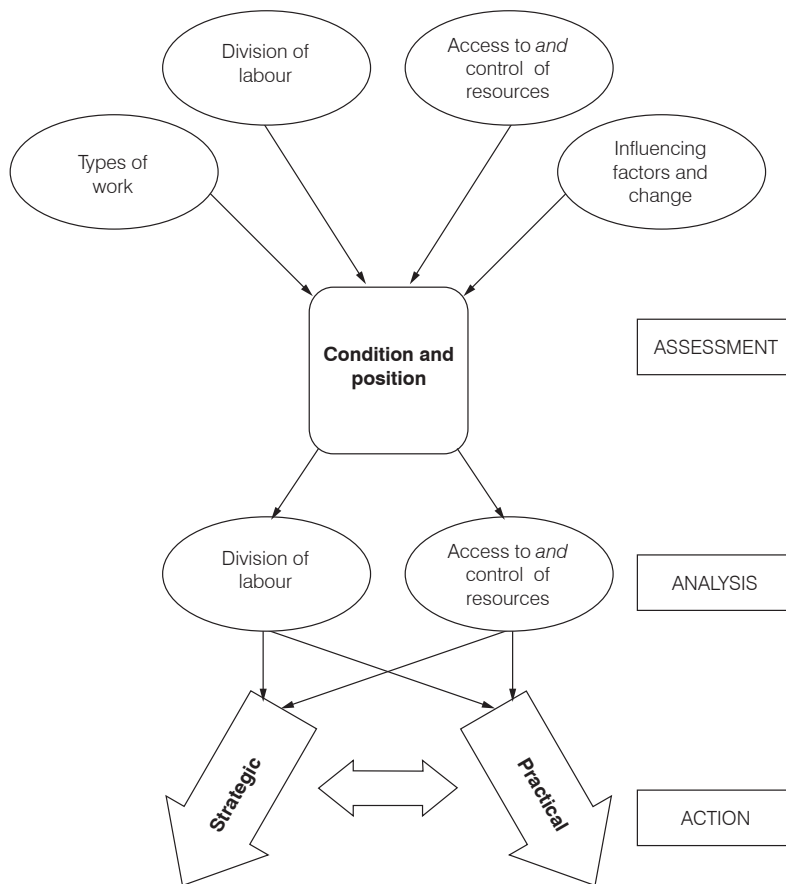 Division of
labour
Access to and
control of
resources
Types of
work
Influencing
factors and
change
Condition and
position
ASSESSMENT
Division of
labour
Access to and
control of
resources
ANALYSIS
Strategic
Practical
ACTION